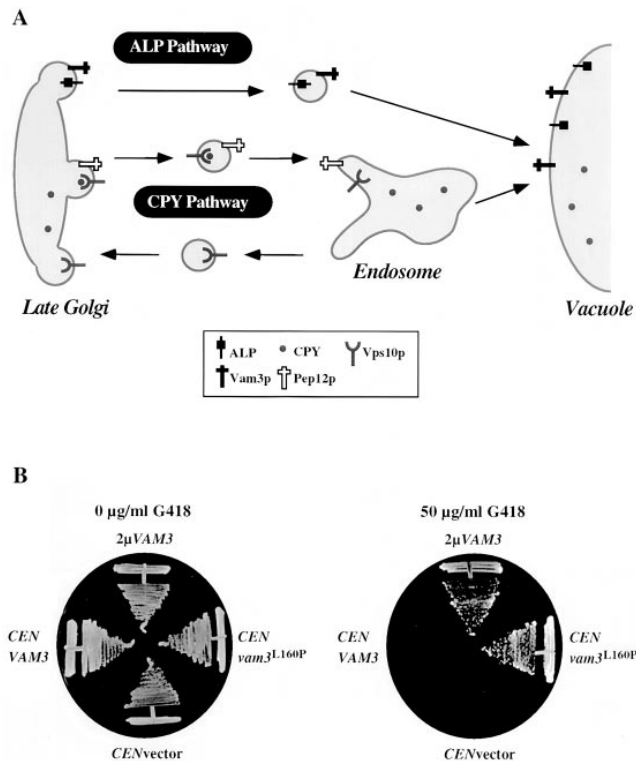 A
ALP Pathway
CPY Pathway
Late Golgi
Endosome
Vacuole
ALP CPY Vps10p
Vam3p Pep12p
B
0 µg/ml G418
2µVAM3
CEN
VAM3
CEN
vam3L160P
CENvector
50 µg/ml G418
2µVAM3
CEN
VAM3
CEN
vam3L160P
CENvector